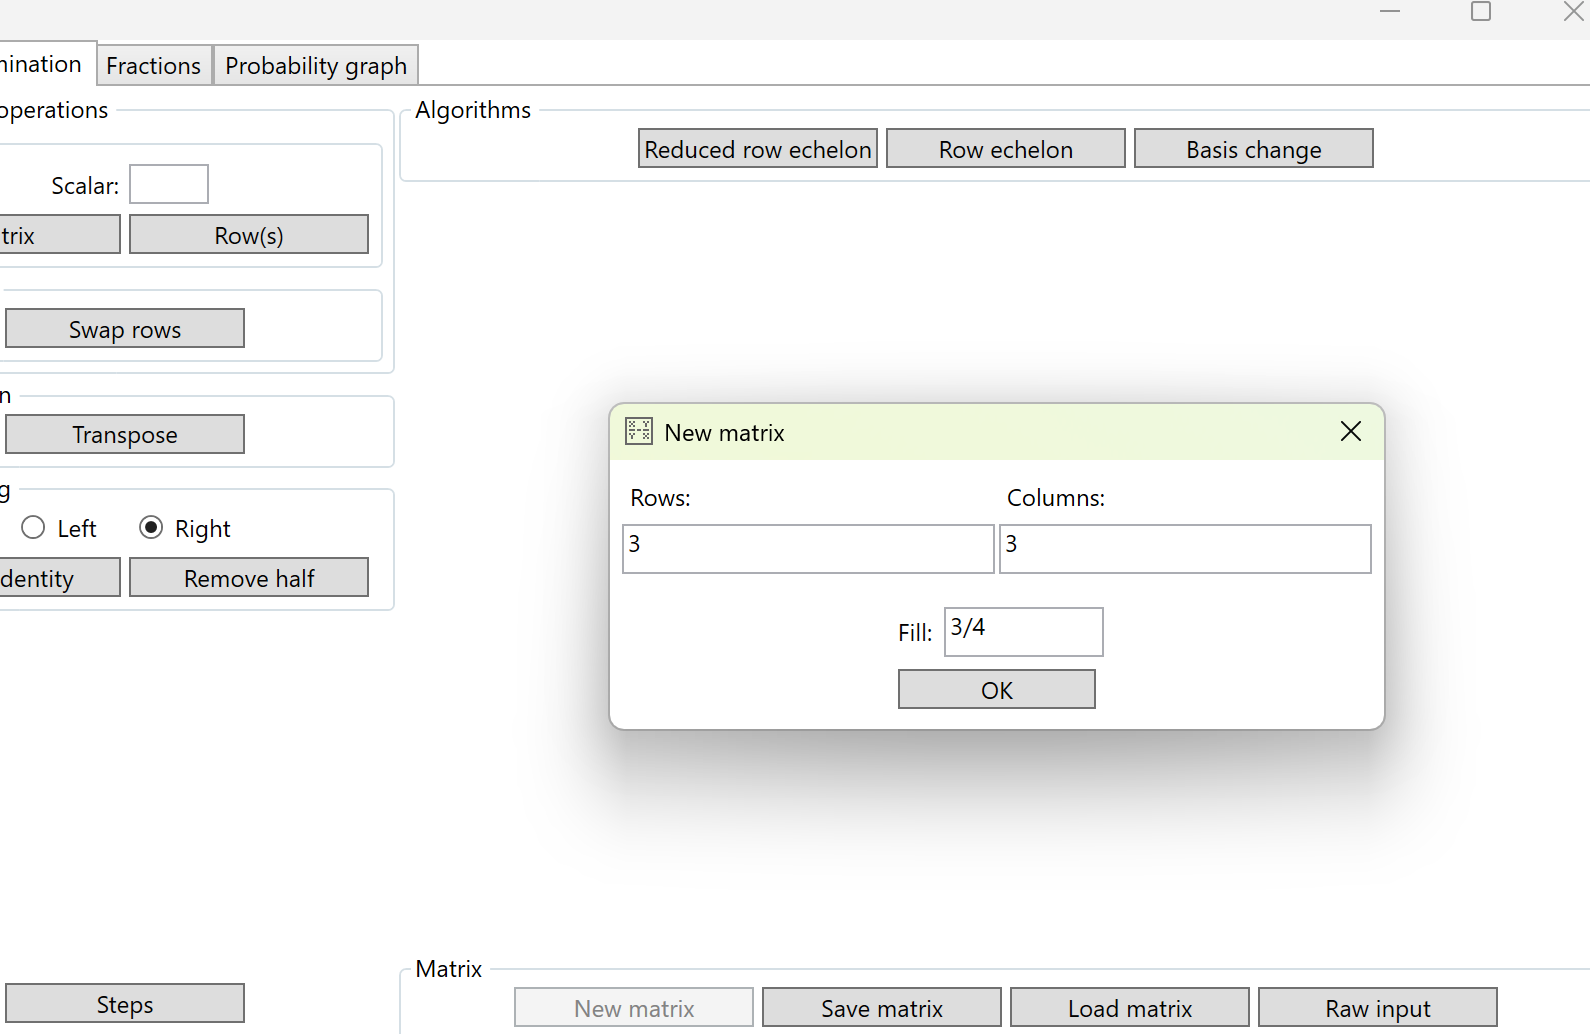 mination
Fractions
Probability graph
operations
Algorithms
Reduced row echelon
Row echelon
Basis change
Scalar:
trix
Row(s)
Swap rows
n
Transpose
g
Left
Right
dentity
Remove half
New matrix
Rows:
Columns:
3
3
Fill:
3/4
OK
Matrix
Steps
New matrix
Save matrix
Load matrix
Raw input